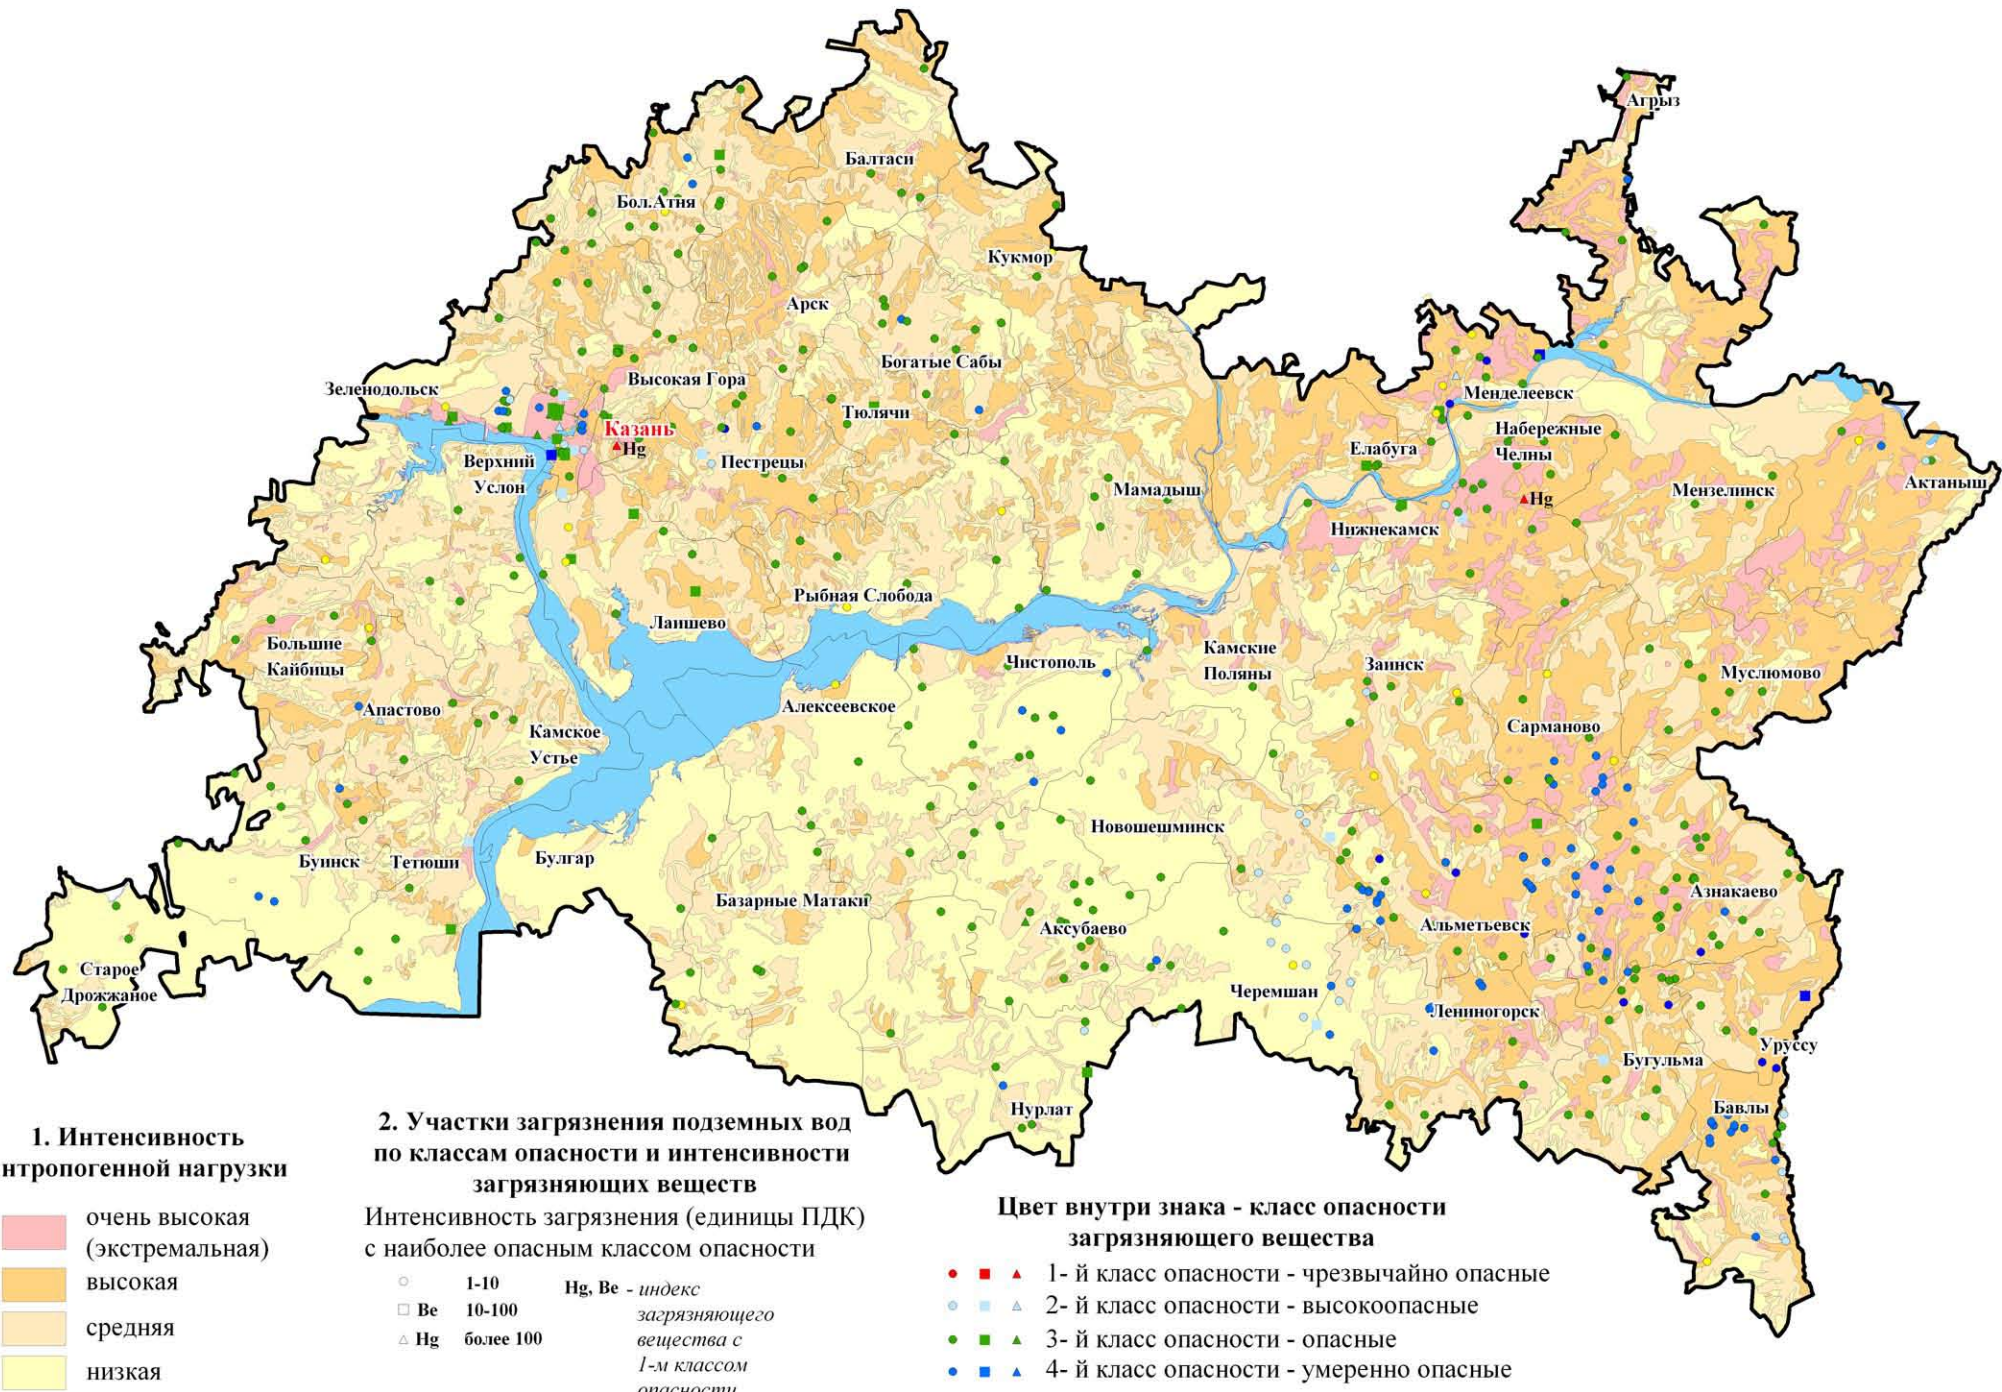 Агрыз
Балтаси
Бол.Атня
Кукмор
Арск
Богатые Сабы
Высокая Гора
Зеленодольск
Менделеевск
Тюлячи
Казань
Hg
Набережные
Челны
Елабуга
Верхний
Услон
Пестрецы
Мамадыш
Мензелинск
Актаныш
Hg
Нижнекамск
Рыбная Слобода
Лаишево
Большие
Кайбицы
Чистополь
Камские
Поляны
Заинск
Муслюмово
Апастово
Алексеевское
Камское
Устье
Сарманово
Новошешминск
Буинск
Тетюши
Булгар
Базарные Матаки
Азнакаево
Аксубаево
Альметьевск
Старое
Дрожжаное
Черемшан
Лениногорск
Уруссу
Бугульма
Нурлат
Бавлы
1. Интенсивность
нтропогенной нагрузки
очень высокая
(экстремальная)
высокая
средняя
низкая
2. Участки загрязнения подземных вод
по классам опасности и интенсивности
загрязняющих веществ
Интенсивность загрязнения (единицы ПДК)
с наиболее опасным классом опасности
1-10
Be 10-100
Hg более 100
Hg, Be - индекс
загрязняющего
вещества с
1-м классом
опасности
Цвет внутри знака - класс опасности
загрязняющего вещества
1- й класс опасности - чрезвычайно опасные
2- й класс опасности - высокоопасные
3- й класс опасности - опасные
4- й класс опасности - умеренно опасные